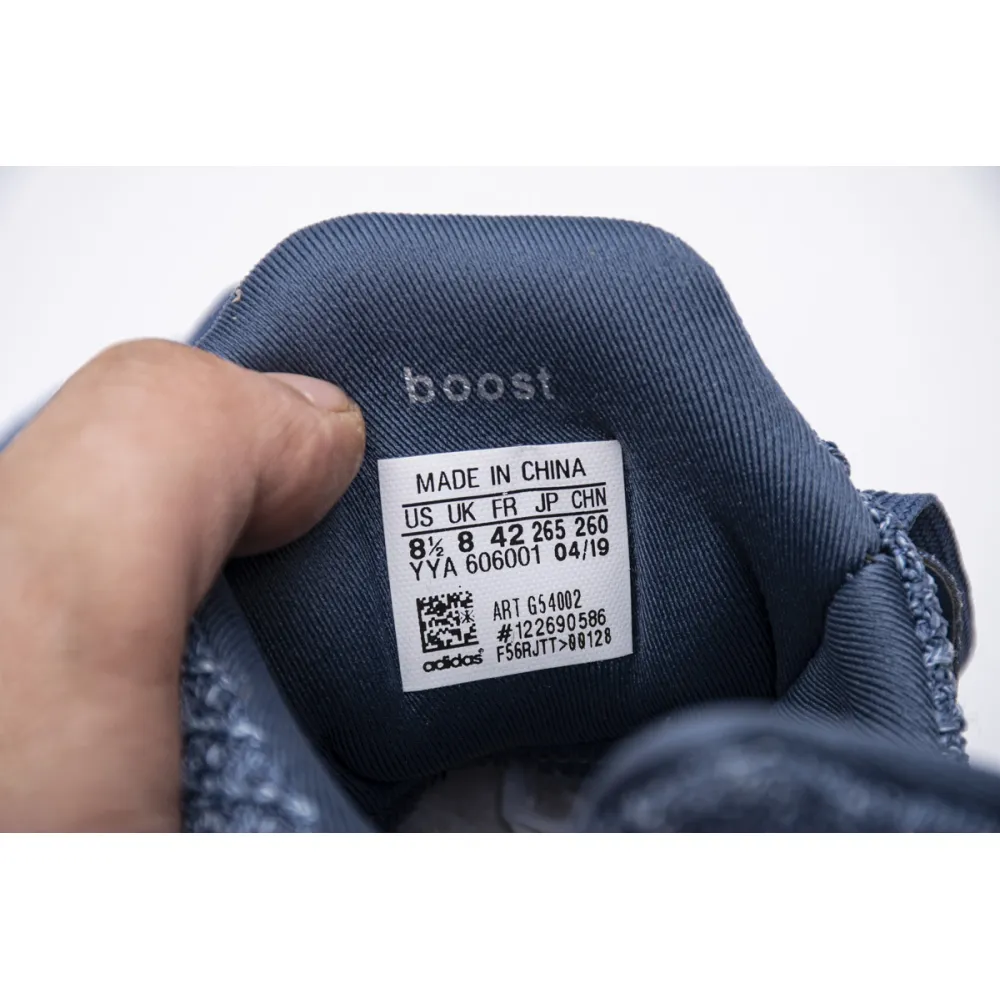 boost
MADE IN CHINA
US UK FR JP CHN
8½ 8 42 265 260
YYA 606001 04/19
ART G54002
#122690586
adidas® F56RJTT>00128